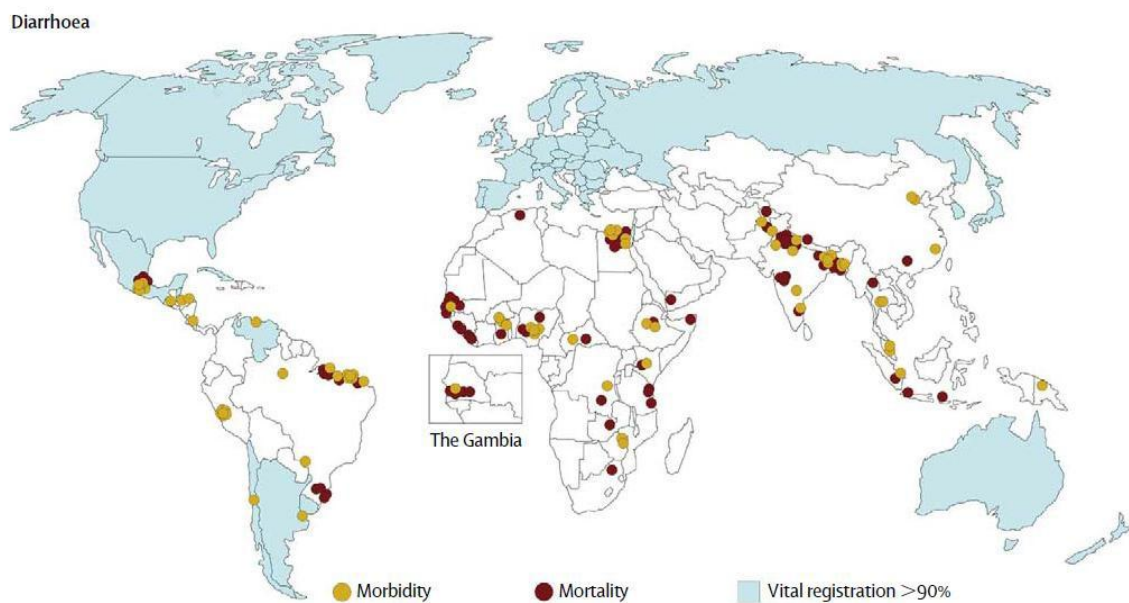 Diarrhoea
The Gambia
Morbidity
Mortality
Vital registration >90%